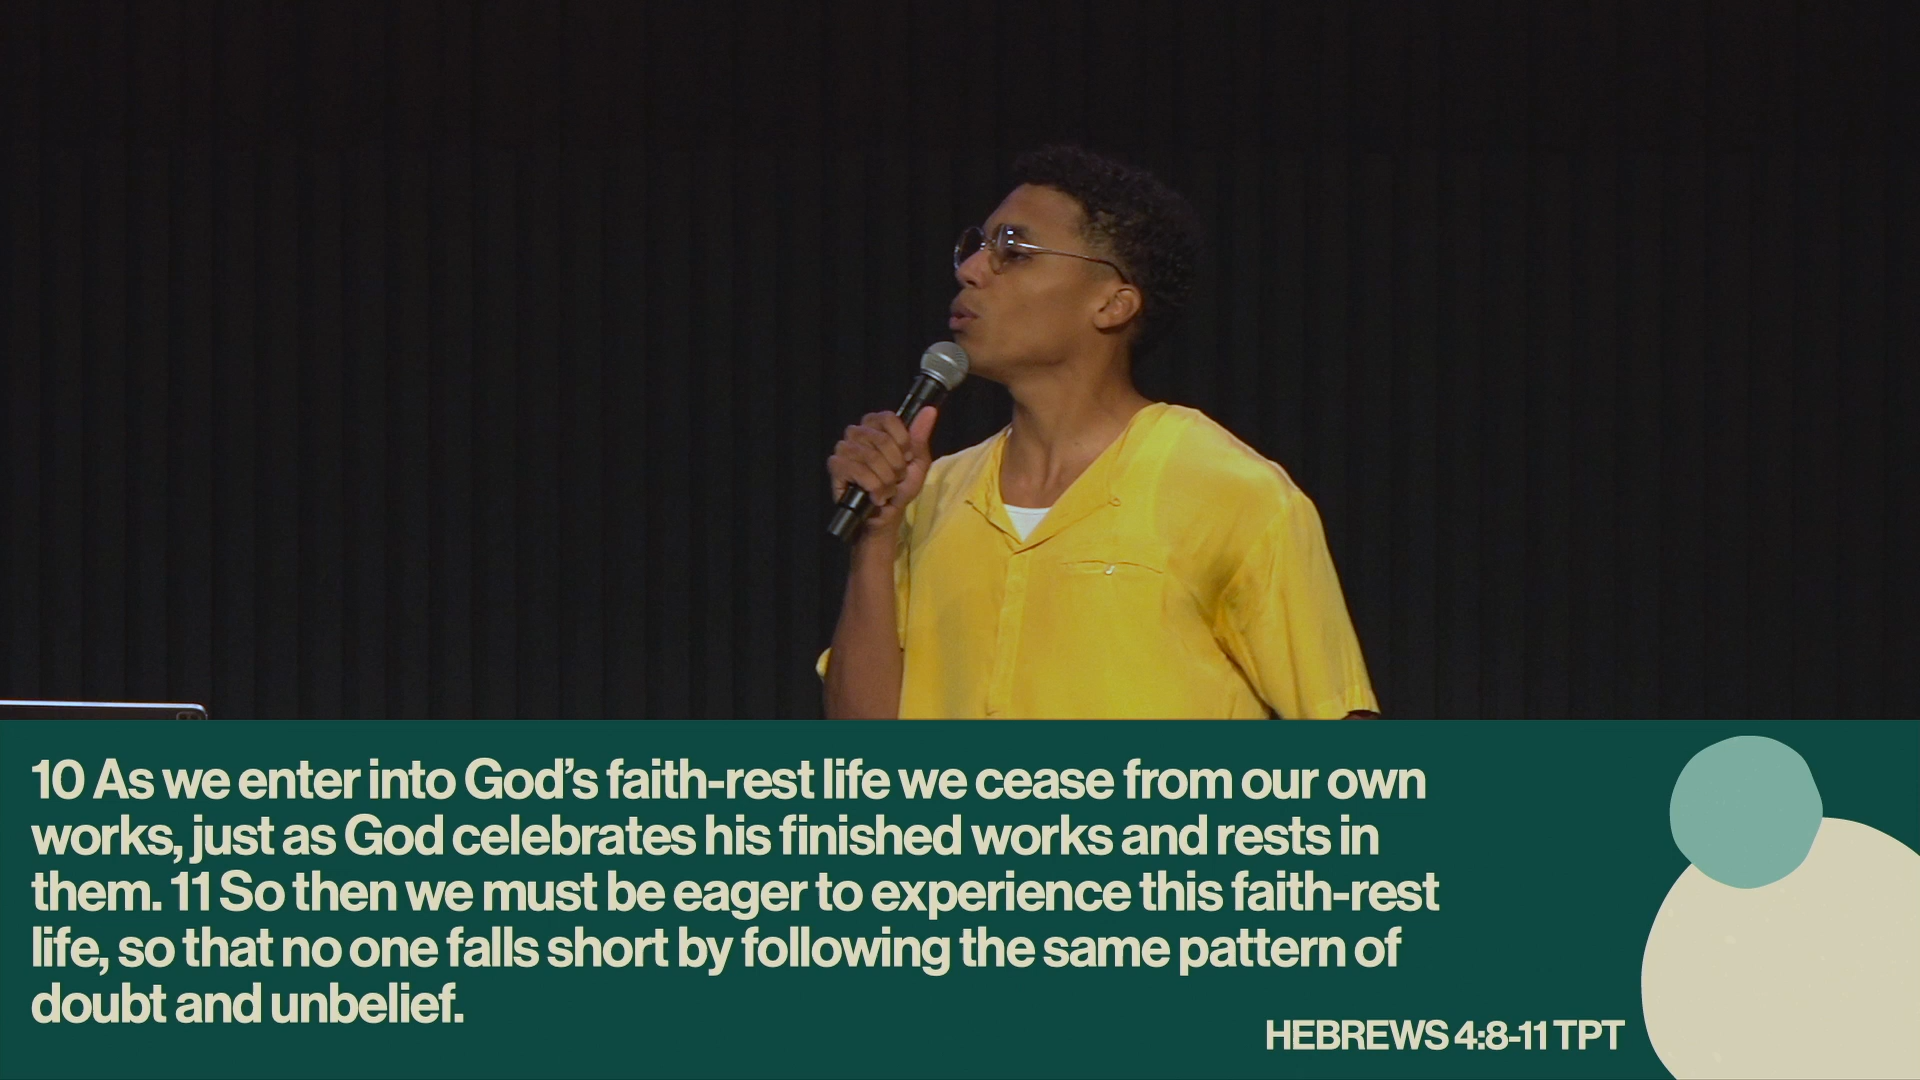 10 As we enter into God’s faith-rest life we cease from our own
works, just as God celebrates his finished works and rests in
them. 11 So then we must be eager to experience this faith-rest
life, so that no one falls short by following the same pattern of
doubt and unbelief.
HEBREWS 4:8-11 TPT